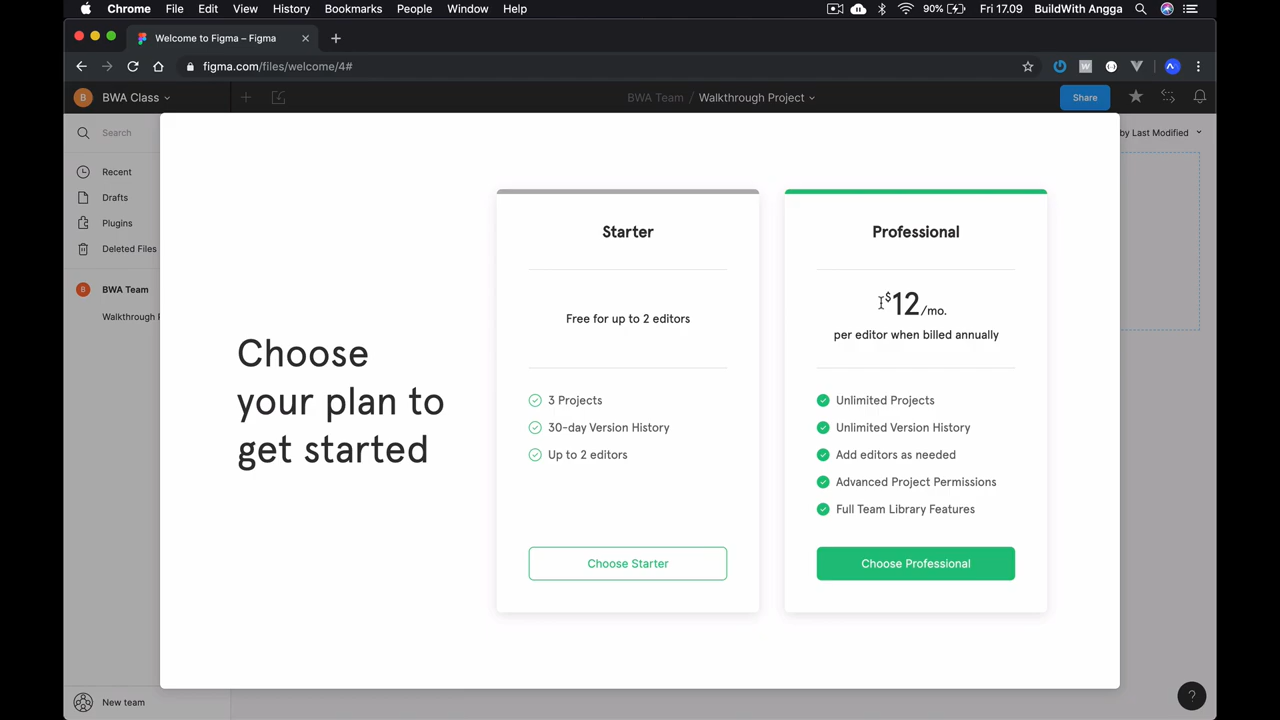 Chrome File Edit View History Bookmarks People Window Help 90% Fri 17.09 BuildWith Angga
Welcome to Figma – Figma
figma.com/files/welcome/4#
B BWA Class BWA Team / Walkthrough Project Share
Search by Last Modified
Recent
Drafts
Plugins
Deleted Files
B BWA Team
Walkthrough P
New team
Choose
your plan to
get started
Starter
Free for up to 2 editors
3 Projects
30-day Version History
Up to 2 editors
Choose Starter
Professional
$12/mo.
per editor when billed annually
Unlimited Projects
Unlimited Version History
Add editors as needed
Advanced Project Permissions
Full Team Library Features
Choose Professional
?